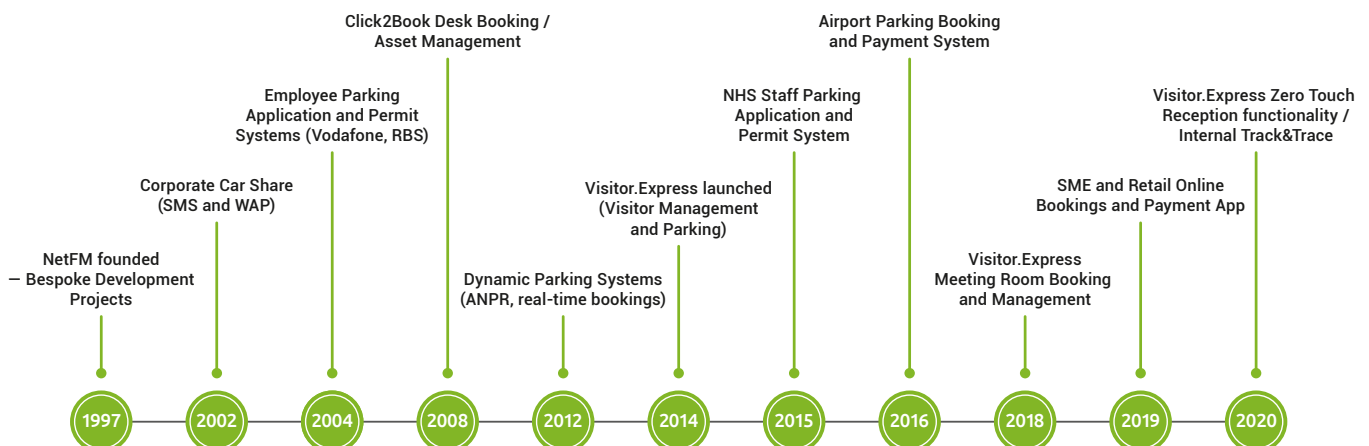 NetFM founded
— Bespoke Development
Projects
Corporate Car Share
(SMS and WAP)
Employee Parking
Application and Permit
Systems (Vodafone, RBS)
Click2Book Desk Booking /
Asset Management
Dynamic Parking Systems
(ANPR, real-time bookings)
Visitor.Express launched
(Visitor Management
and Parking)
NHS Staff Parking
Application and
Permit System
Airport Parking Booking
and Payment System
Visitor.Express
Meeting Room Booking
and Management
SME and Retail Online
Bookings and Payment App
Visitor.Express Zero Touch
Reception functionality /
Internal Track&Trace
1997
2002
2004
2008
2012
2014
2015
2016
2018
2019
2020